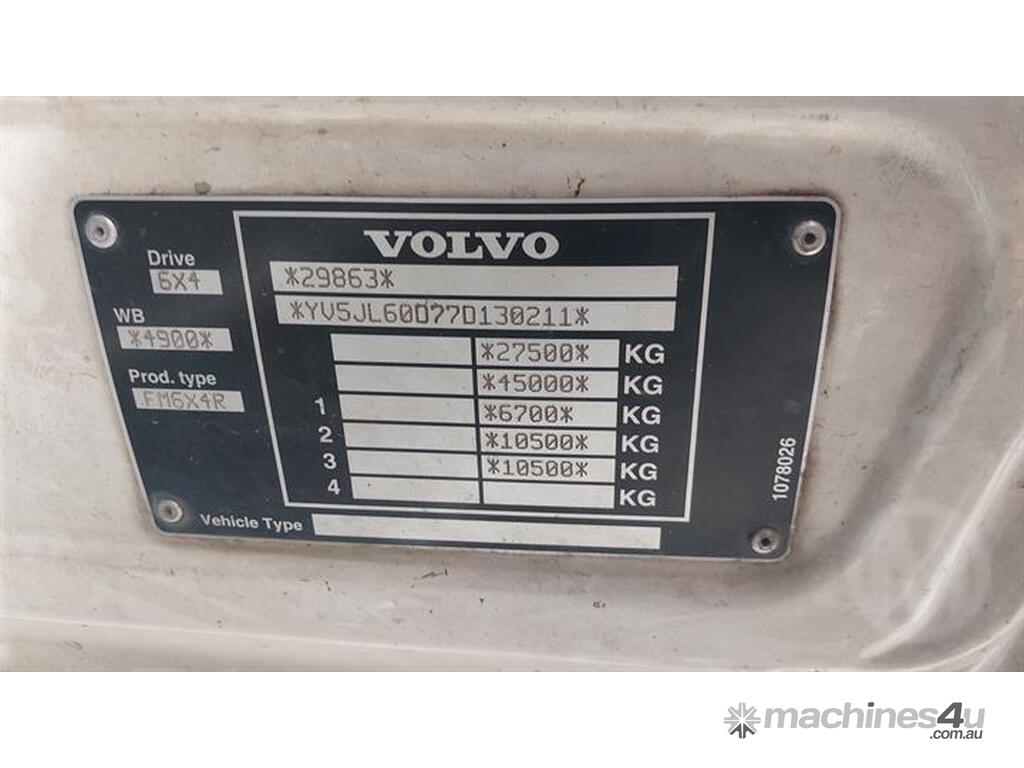 VOLVO
Drive
6X4
*29863*
WB
*4900*
*YV5JL60D77D130211*
Prod. type
FM6X4R
*27500* KG
*45000* KG
1 *6700* KG
2 *10500* KG
3 *10500* KG
4 KG
Vehicle Type
1078026
machines4u
.com.au